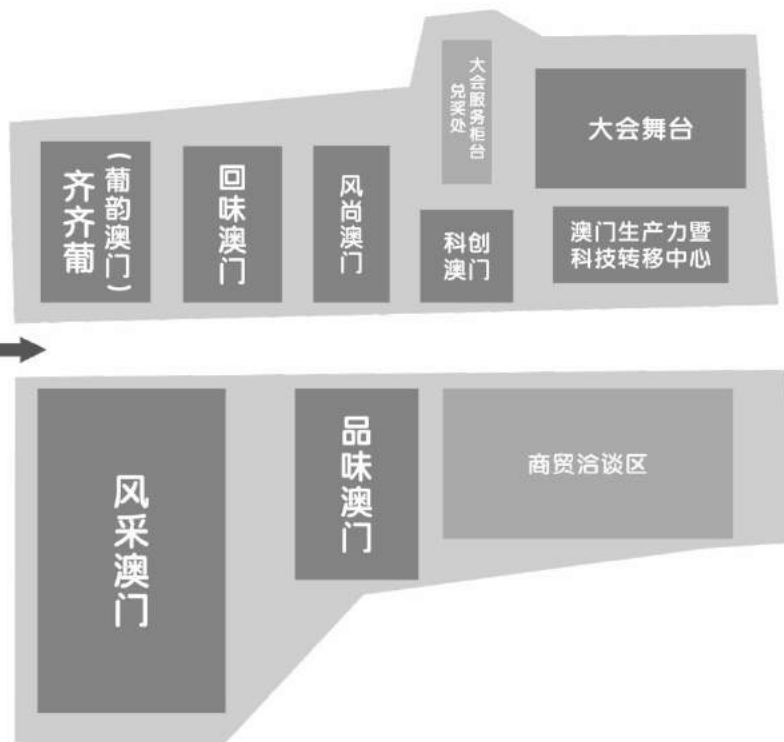 大会服务柜台
兑奖处
大会舞台
齐齐葡
（葡韵澳门）
回味澳门
风尚澳门
科创
澳门
澳门生产力暨
科技转移中心
风采澳门
品味澳门
商贸洽谈区